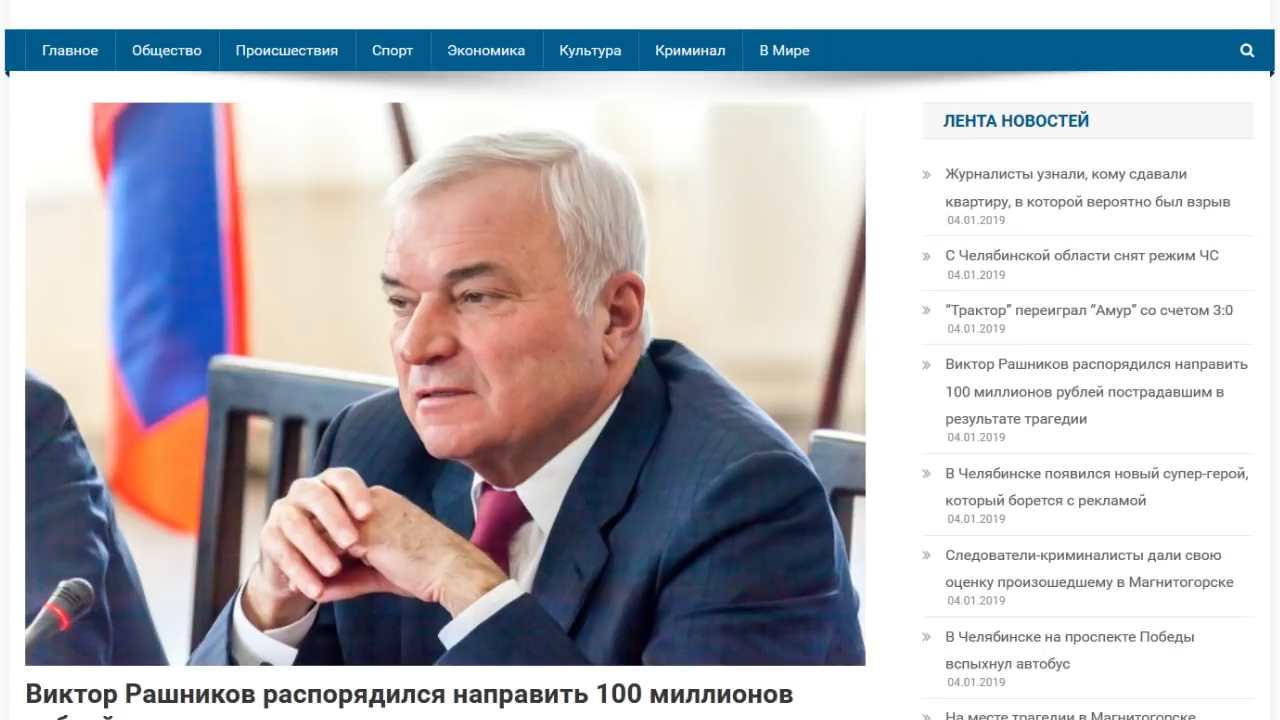 Главное Общество Происшествия Спорт Экономика Культура Криминал В Мире
Виктор Рашников распорядился направить 100 миллионов
ЛЕНТА НОВОСТЕЙ
Журналисты узнали, кому сдавали
квартиру, в которой вероятно был взрыв
04.01.2019
С Челябинской области снят режим ЧС
04.01.2019
“Трактор” переиграл “Амур” со счетом 3:0
04.01.2019
Виктор Рашников распорядился направить
100 миллионов рублей пострадавшим в
результате трагедии
04.01.2019
В Челябинске появился новый супер-герой,
который борется с рекламой
04.01.2019
Следователи-криминалисты дали свою
оценку произошедшему в Магнитогорске
04.01.2019
В Челябинске на проспекте Победы
вспыхнул автобус
04.01.2019
На месте трагедии в Магнитогорске